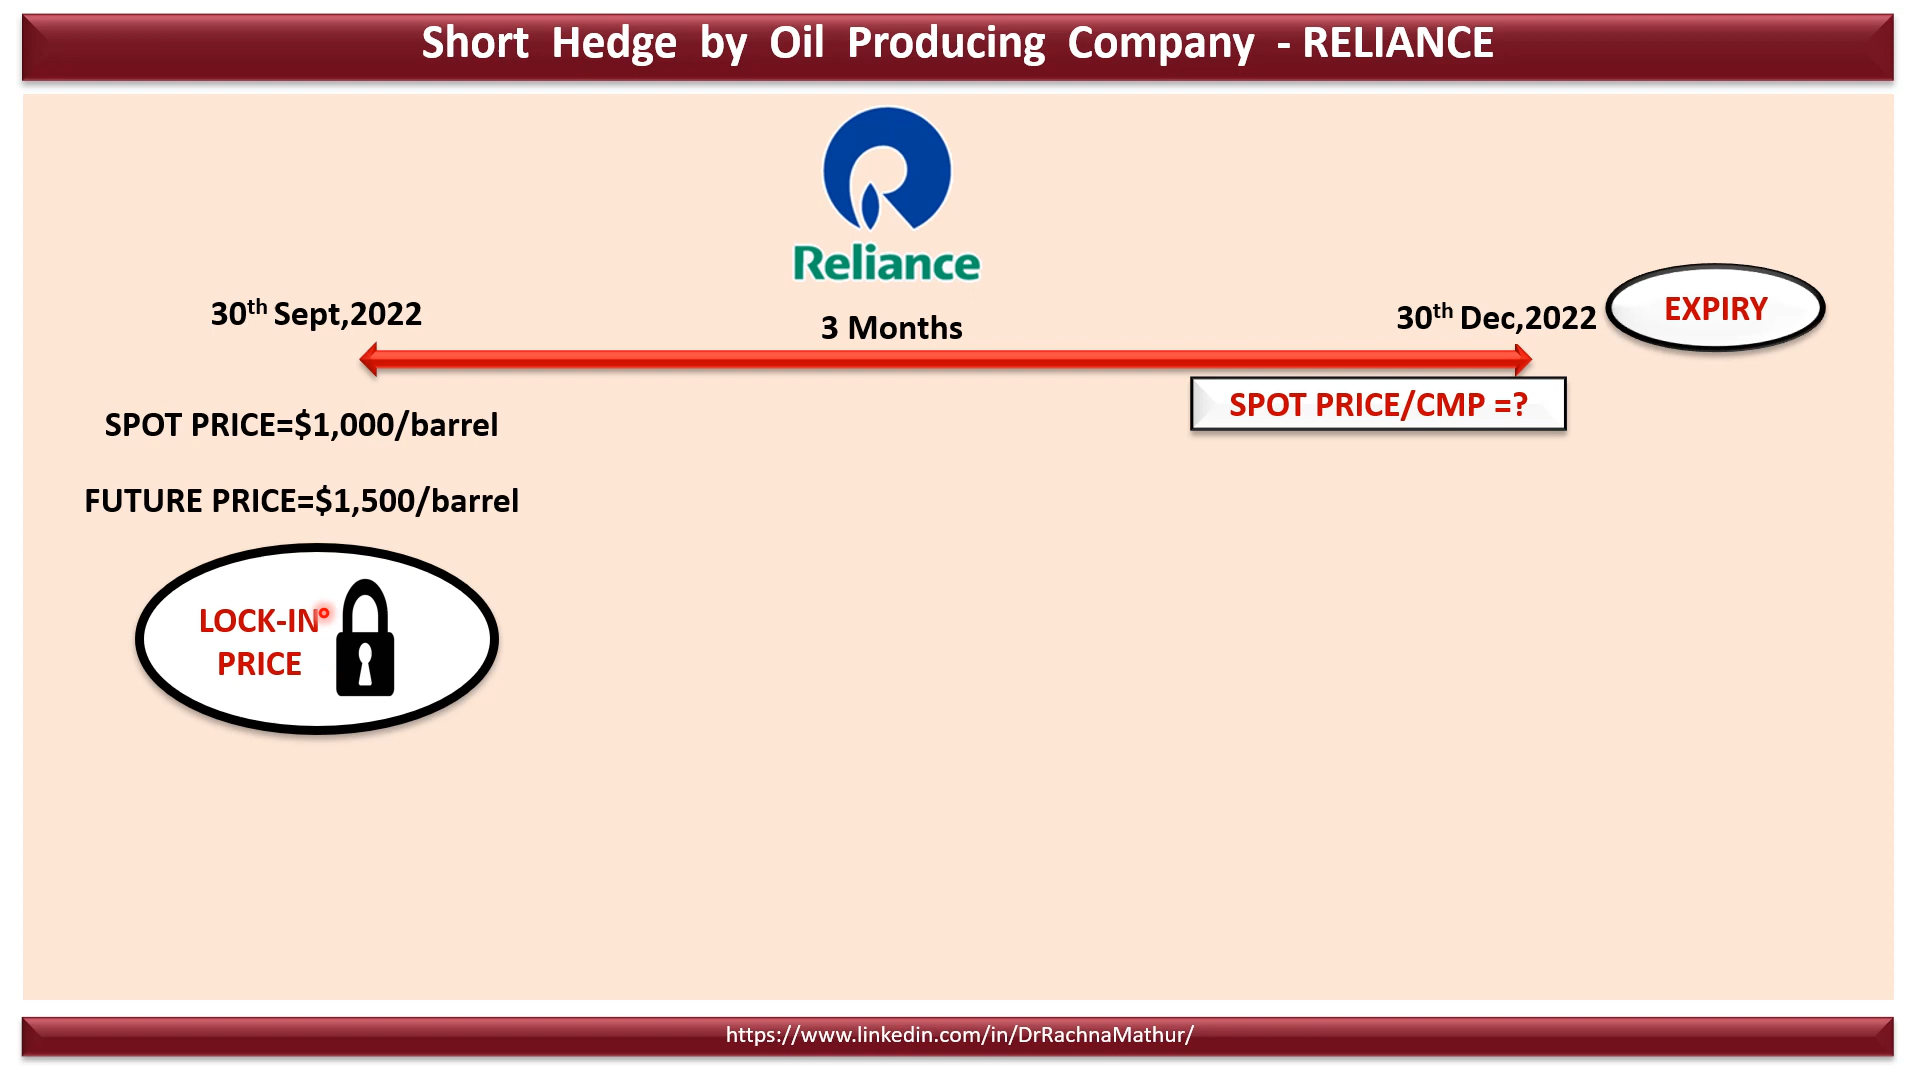 Short Hedge by Oil Producing Company - RELIANCE
Reliance
30th Sept,2022
3 Months
30th Dec,2022
EXPIRY
SPOT PRICE/CMP =?
SPOT PRICE=$1,000/barrel
FUTURE PRICE=$1,500/barrel
LOCK-IN
PRICE
https://www.linkedin.com/in/DrRachnaMathur/